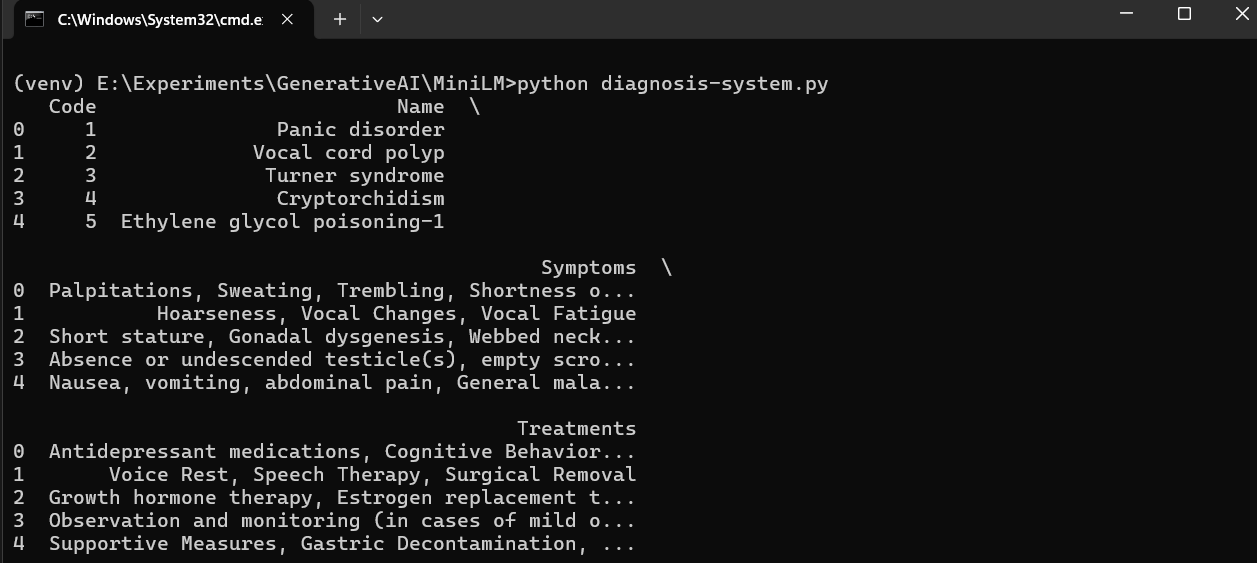 C:\Windows\System32\cmd.e
(venv) E:\Experiments\GenerativeAI\MiniLM>python diagnosis-system.py
   Code                         Name  \
0     1               Panic disorder
1     2             Vocal cord polyp
2     3              Turner syndrome
3     4               Cryptorchidism
4     5  Ethylene glycol poisoning-1
                                            Symptoms  \
0  Palpitations, Sweating, Trembling, Shortness o...
1           Hoarseness, Vocal Changes, Vocal Fatigue
2  Short stature, Gonadal dysgenesis, Webbed neck...
3  Absence or undescended testicle(s), empty scro...
4  Nausea, vomiting, abdominal pain, General mala...
                                          Treatments
0  Antidepressant medications, Cognitive Behavior...
1       Voice Rest, Speech Therapy, Surgical Removal
2  Growth hormone therapy, Estrogen replacement t...
3  Observation and monitoring (in cases of mild o...
4  Supportive Measures, Gastric Decontamination, ...